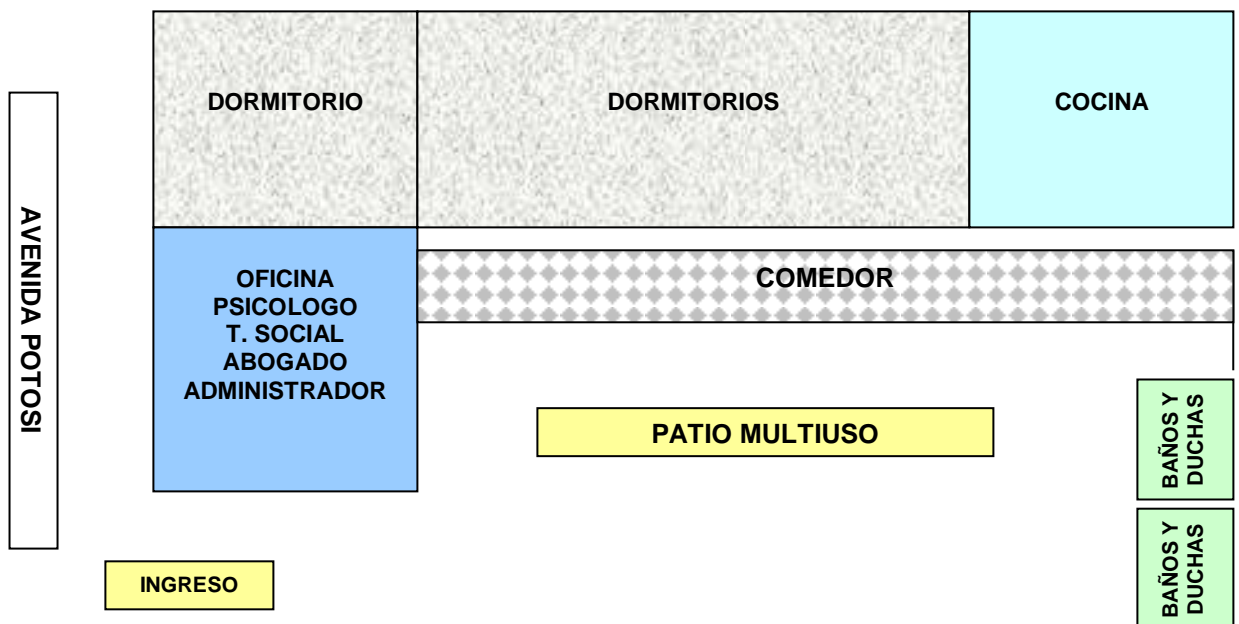 DORMITORIO
DORMITORIOS
COCINA
AVENIDA POTOSI
OFICINA
PSICOLOGO
T. SOCIAL
ABOGADO
ADMINISTRADOR
COMEDOR
PATIO MULTIUSO
BAÑOS Y
DUCHAS
BAÑOS Y
DUCHAS
INGRESO